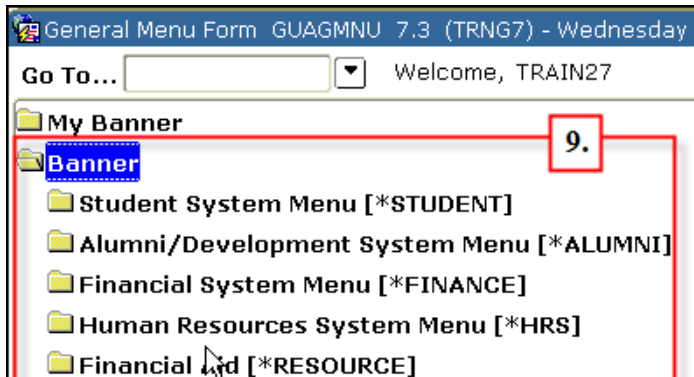 General Menu Form GUAGMNU 7.3 (TRNG7) - Wednesday
Go To... Welcome, TRAIN27
My Banner
9.
Banner
Student System Menu [*STUDENT]
Alumni/Development System Menu [*ALUMNI]
Financial System Menu [*FINANCE]
Human Resources System Menu [*HRS]
Financial Aid [*RESOURCE]